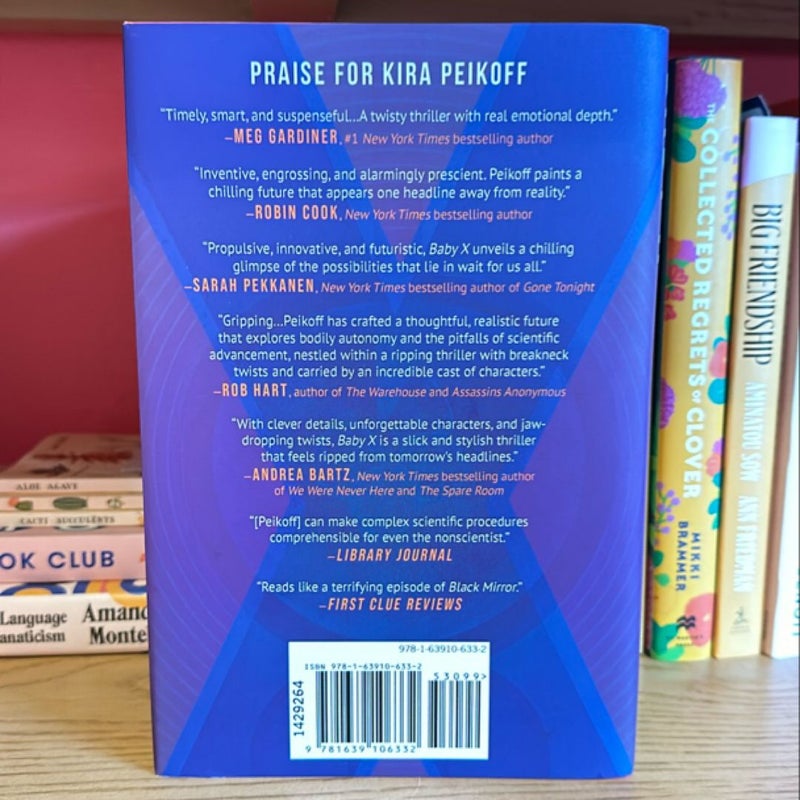 PRAISE FOR KIRA PEIKOFF
“Timely, smart, and suspenseful...A twisty thriller with real emotional depth.”
—MEG GARDINER, #1 New York Times bestselling author
“Inventive, engrossing, and alarmingly prescient. Peikoff paints a
chilling future that appears one headline away from reality.”
—ROBIN COOK, New York Times bestselling author
“Propulsive, innovative, and futuristic, Baby X unveils a chilling
glimpse of the possibilities that lie in wait for us all.”
—SARAH PEKKANEN, New York Times bestselling author of Gone Tonight
“Gripping...Peikoff has crafted a thoughtful, realistic future
that explores bodily autonomy and the pitfalls of scientific
advancement, nestled within a ripping thriller with breakneck
twists and carried by an incredible cast of characters.”
—ROB HART, author of The Warehouse and Assassins Anonymous
“With clever details, unforgettable characters, and jaw-
dropping twists, Baby X is a slick and stylish thriller
that feels ripped from tomorrow’s headlines.”
—ANDREA BARTZ, New York Times bestselling author
of We Were Never Here and The Spare Room
“[Peikoff] can make complex scientific procedures
comprehensible for even the nonscientist.”
—LIBRARY JOURNAL
“Reads like a terrifying episode of Black Mirror.”
—FIRST CLUE REVIEWS
978-1-63910-633-2
ISBN 978-1-63910-633-2
53099>
1429264
9 781639 106332
ALOE AGAVE
CACTI SUCCULENTS
OK CLUB
Language
anaticism
Amand
Monte
THE COLLECTED REGRETS OF CLOVER
MIKKI
BRAMMER
BIG FRIENDSHIP
AMINATOU SOW
ANN FRIEDMAN